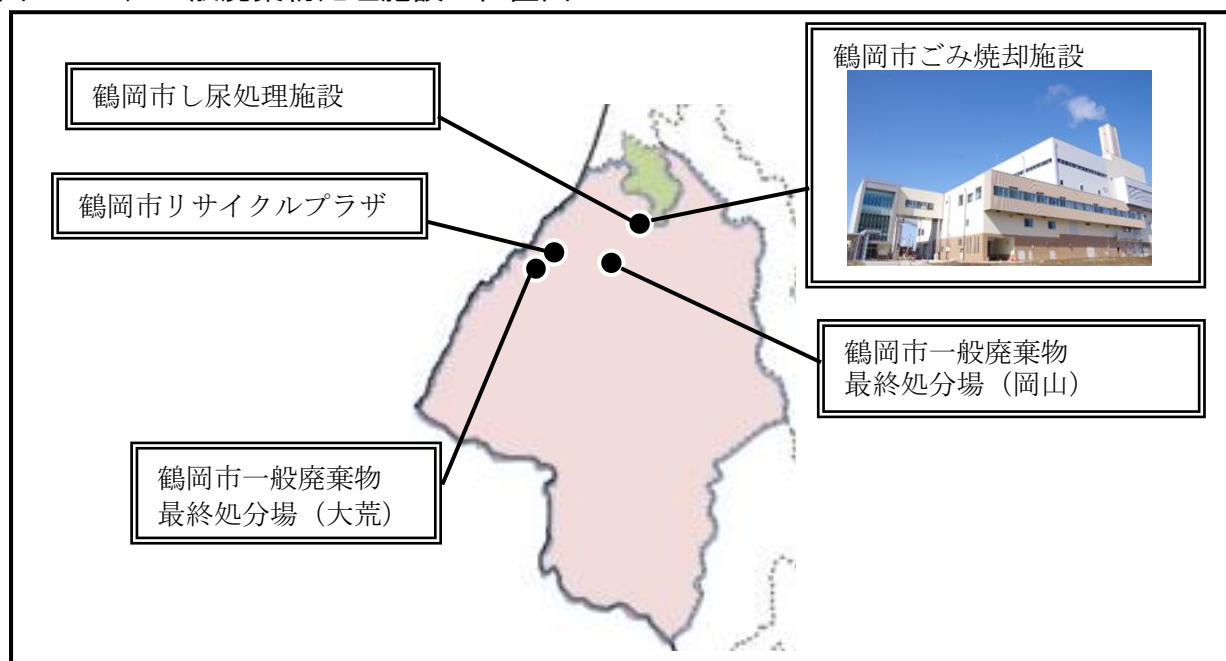 鶴岡市ごみ焼却施設
鶴岡市し尿処理施設
鶴岡市リサイクルプラザ
鶴岡市一般廃棄物
最終処分場（岡山）
鶴岡市一般廃棄物
最終処分場（大荒）